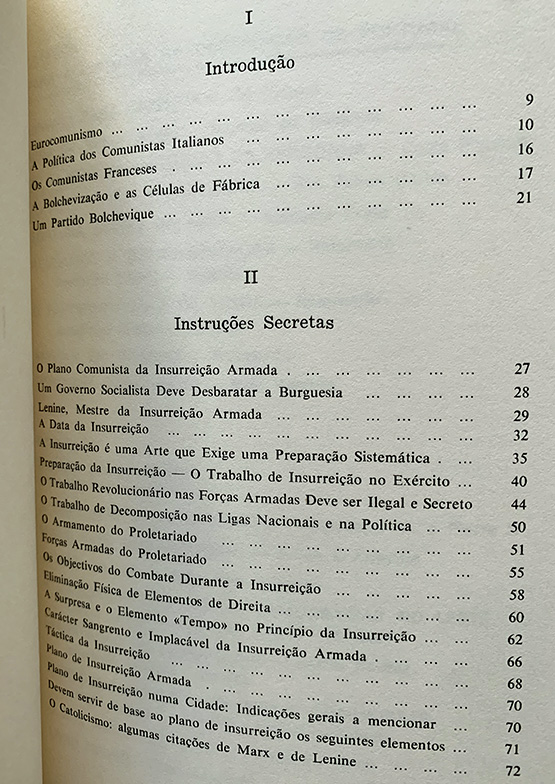 I
Introdução
Eurocomunismo ... ... ... ... ... ... ... ... ... ... ... ... 9
A Política dos Comunistas Italianos ... ... ... ... ... ... ... ... 10
Os Comunistas Franceses . ... ... ... ... ... ... ... ... ... ... 16
A Bolchevização e as Células de Fábrica ... ... ... ... ... ... ... 17
Um Partido Bolchevique ... ... ... ... ... ... ... ... ... ... ... 21
II
Instruções Secretas
O Plano Comunista da Insurreição Armada . ... ... ... ... ... ... 27
Um Governo Socialista Deve Desbaratar a Burguesia ... ... ... ... 28
Lenine, Mestre da Insurreição Armada ... ... ... ... ... ... ... 29
A Data da Insurreição ... ... ... ... ... ... ... ... ... ... ... 32
A Insurreição é uma Arte que Exige uma Preparação Sistemática . ... 35
Preparação da Insurreição — O Trabalho de Insurreição no Exército ... 40
O Trabalho Revolucionário nas Forças Armadas Deve ser Ilegal e Secreto 44
O Trabalho de Decomposição nas Ligas Nacionais e na Política ... ... 50
O Armamento do Proletariado ... ... ... ... ... ... ... ... ... 51
Forças Armadas do Proletariado ... ... ... ... ... ... ... ... ... 55
Os Objectivos do Combate Durante a Insurreição ... ... ... ... ... 58
Eliminação Física de Elementos de Direita ... ... ... ... ... ... ... 60
A Surpresa e o Elemento «Tempo» no Princípio da Insurreição ... ... 62
Carácter Sangrento e Implacável da Insurreição Armada . ... ... ... 66
Táctica da Insurreição ... ... ... ... ... ... ... ... ... ... ... 68
Plano de Insurreição Armada . ... ... ... ... ... ... ... ... ... 70
Plano de Insurreição numa Cidade: Indicações gerais a mencionar ... 70
Devem servir de base ao plano de insurreição os seguintes elementos ... 71
O Catolicismo: algumas citações de Marx e de Lenine ... ... ... ... 72